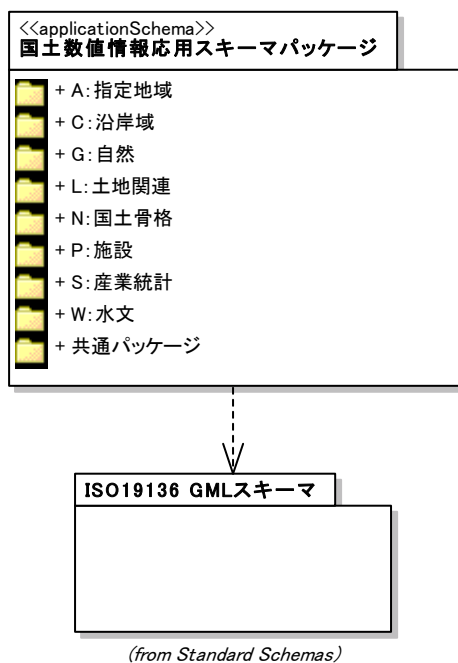 <<applicationSchema>>
国土数値情報応用スキーマパッケージ
+ A:指定地域
+ C:沿岸域
+ G:自然
+ L:土地関連
+ N:国土骨格
+ P:施設
+ S:産業統計
+ W:水文
+ 共通パッケージ
ISO19136 GMLスキーマ
(from Standard Schemas)